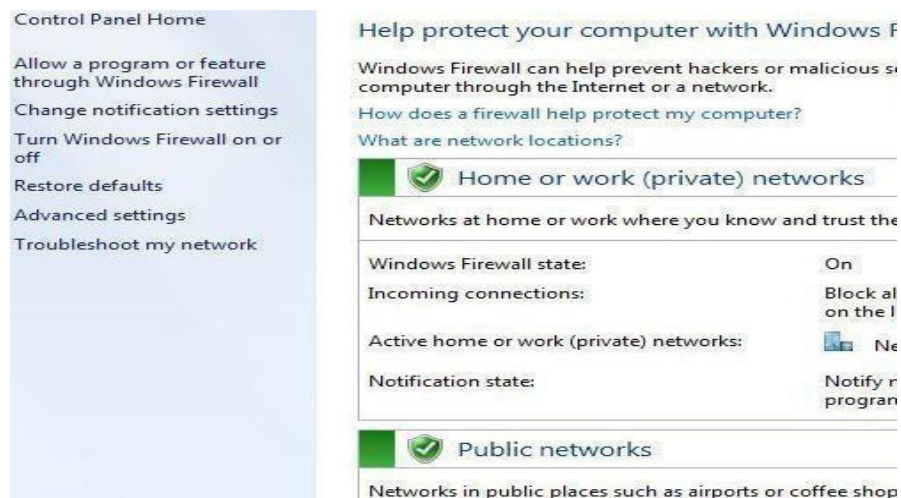 Control Panel Home
Allow a program or feature
through Windows Firewall
Change notification settings
Turn Windows Firewall on or
off
Restore defaults
Advanced settings
Troubleshoot my network
Help protect your computer with Windows F
Windows Firewall can help prevent hackers or malicious s
computer through the Internet or a network.
How does a firewall help protect my computer?
What are network locations?
Home or work (private) networks
Networks at home or work where you know and trust the
Windows Firewall state: On
Incoming connections: Block al
on the
Active home or work (private) networks: Ne
Notification state: Notify
program
Public networks
Networks in public places such as airports or coffee shop